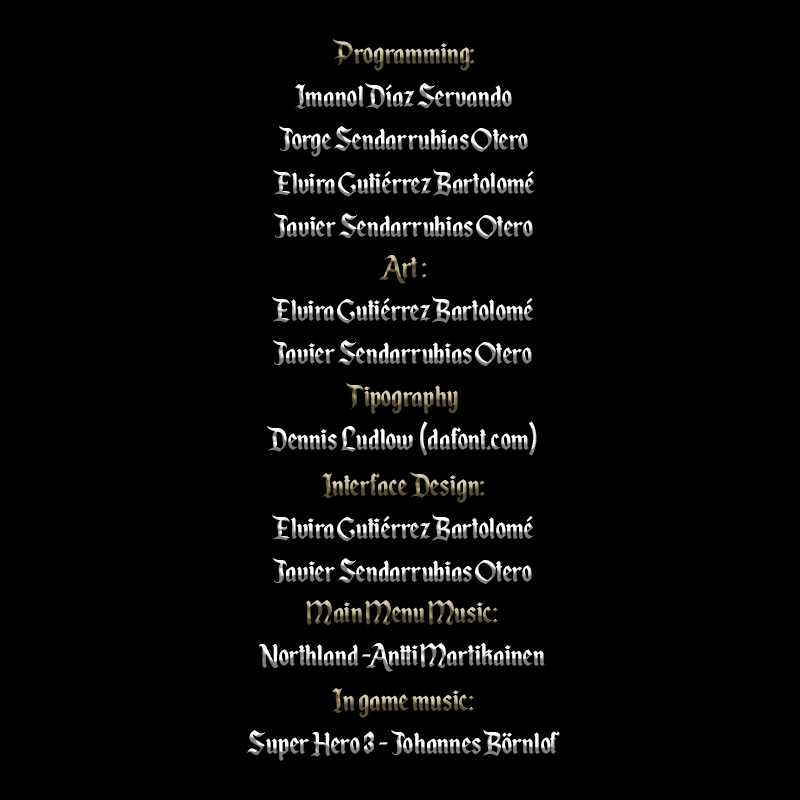 Programming:
Imanol Díaz Servando
Jorge Sendarrubias Otero
Elvira Gutiérrez Bartolomé
Javier Sendarrubias Otero
Art:
Elvira Gutiérrez Bartolomé
Javier Sendarrubias Otero
Tipography
Dennis Ludlow (dafont.com)
Interface Design:
Elvira Gutiérrez Bartolomé
Javier Sendarrubias Otero
Main Menu Music:
Northland - Antti Martikainen
In game music:
Super Hero 3 - Johannes Börnlof